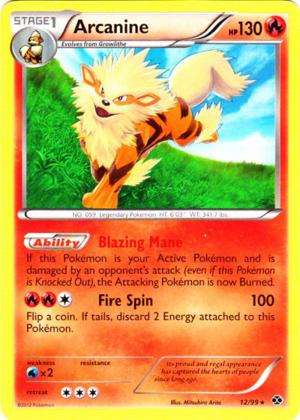 STAGE1
Arcanine
HP130
Evolves from Growlithe
NO. 059 Legendary Pokémon HT. 6'03" WT. 341.7 lbs.
Ability Blazing Mane
If this Pokémon is your Active Pokémon and is
damaged by an opponent's attack (even if this Pokémon
is Knocked Out), the Attacking Pokémon is now Burned.
Fire Spin 100
Flip a coin. If tails, discard 2 Energy attached to this
Pokémon.
weakness resistance
×2
retreat
Its proud and regal appearance
has captured the hearts of people
since long ago.
Illus. Mitsuhiro Arita
12/99
©2012 Pokémon